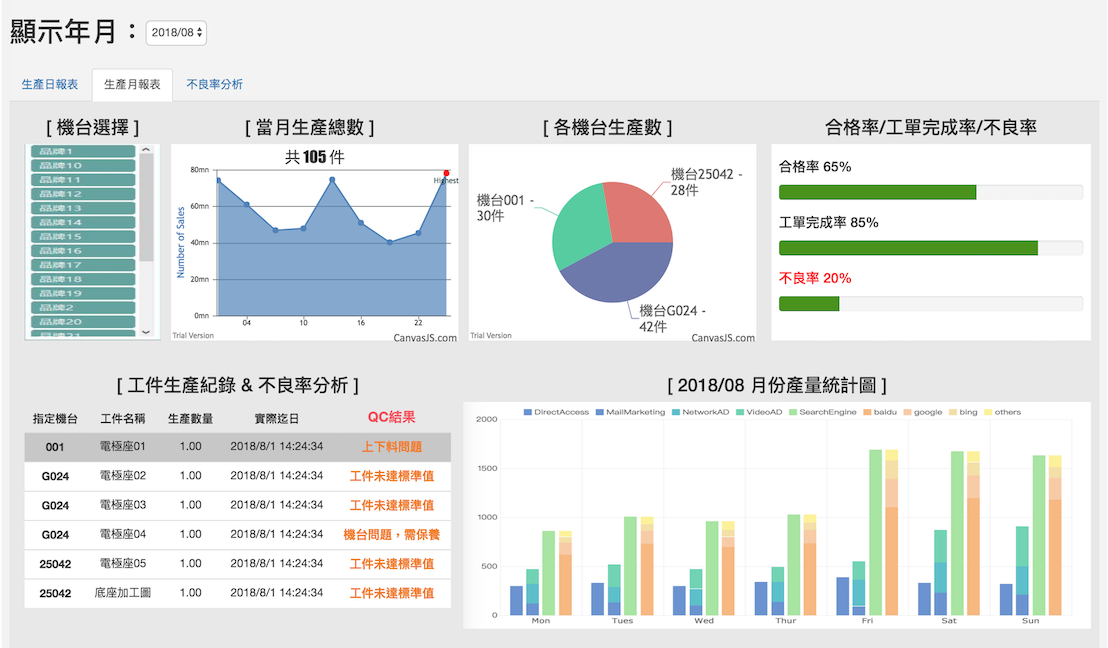 顯示年月：
2018/08
生產日報表 生產月報表 不良率分析
[ 機台選擇 ]
品牌1
品牌10
品牌11
品牌12
品牌13
品牌14
品牌15
品牌16
品牌17
品牌18
品牌19
品牌2
品牌20
品牌21
[ 當月生產總數 ]
共 105 件
Number of Sales
80mn
60mn
40mn
20mn
0mn
04 10 16 22
Highest
Trial Version
CanvasJS.com
[ 各機台生產數 ]
機台25042 -
28件
機台001 -
30件
機台G024 -
42件
Trial Version
CanvasJS.com
合格率/工單完成率/不良率
合格率 65%
工單完成率 85%
不良率 20%
[ 工件生產紀錄 & 不良率分析 ]
指定機台 工件名稱 生產數量 實際迄日 QC結果
001 電極座01 1.00 2018/8/1 14:24:34 上下料問題
G024 電極座02 1.00 2018/8/1 14:24:34 工件未達標準值
G024 電極座03 1.00 2018/8/1 14:24:34 工件未達標準值
G024 電極座04 1.00 2018/8/1 14:24:34 機台問題，需保養
25042 電極座05 1.00 2018/8/1 14:24:34 工件未達標準值
25042 底座加工圖 1.00 2018/8/1 14:24:34 工件未達標準值
[ 2018/08 月份產量統計圖 ]
DirectAccess MailMarketing NetworkAD VideoAD SearchEngine baidu google bing others
2000
1500
1000
500
0
Mon Tues Wed Thur Fri Sat Sun